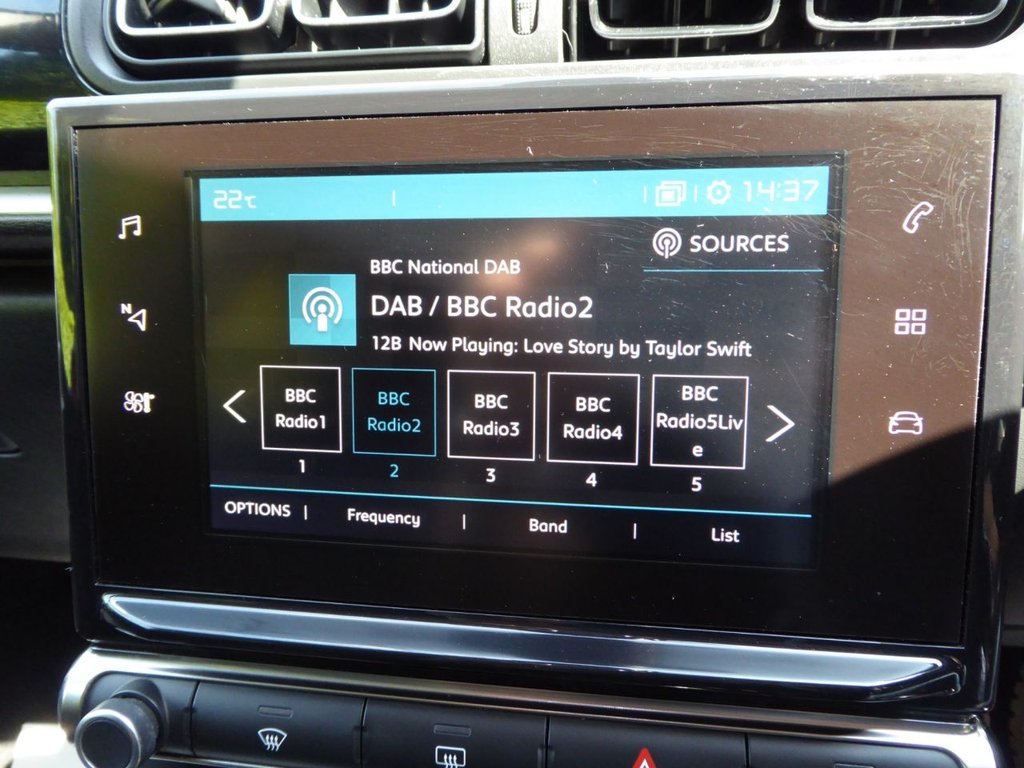 22°C
14:37
SOURCES
BBC National DAB
DAB / BBC Radio2
12B Now Playing: Love Story by Taylor Swift
N
BBC
Radio1
BBC
Radio2
BBC
Radio3
BBC
Radio4
BBC
Radio5Liv
e
1
2
3
4
5
OPTIONS | Frequency | Band | List